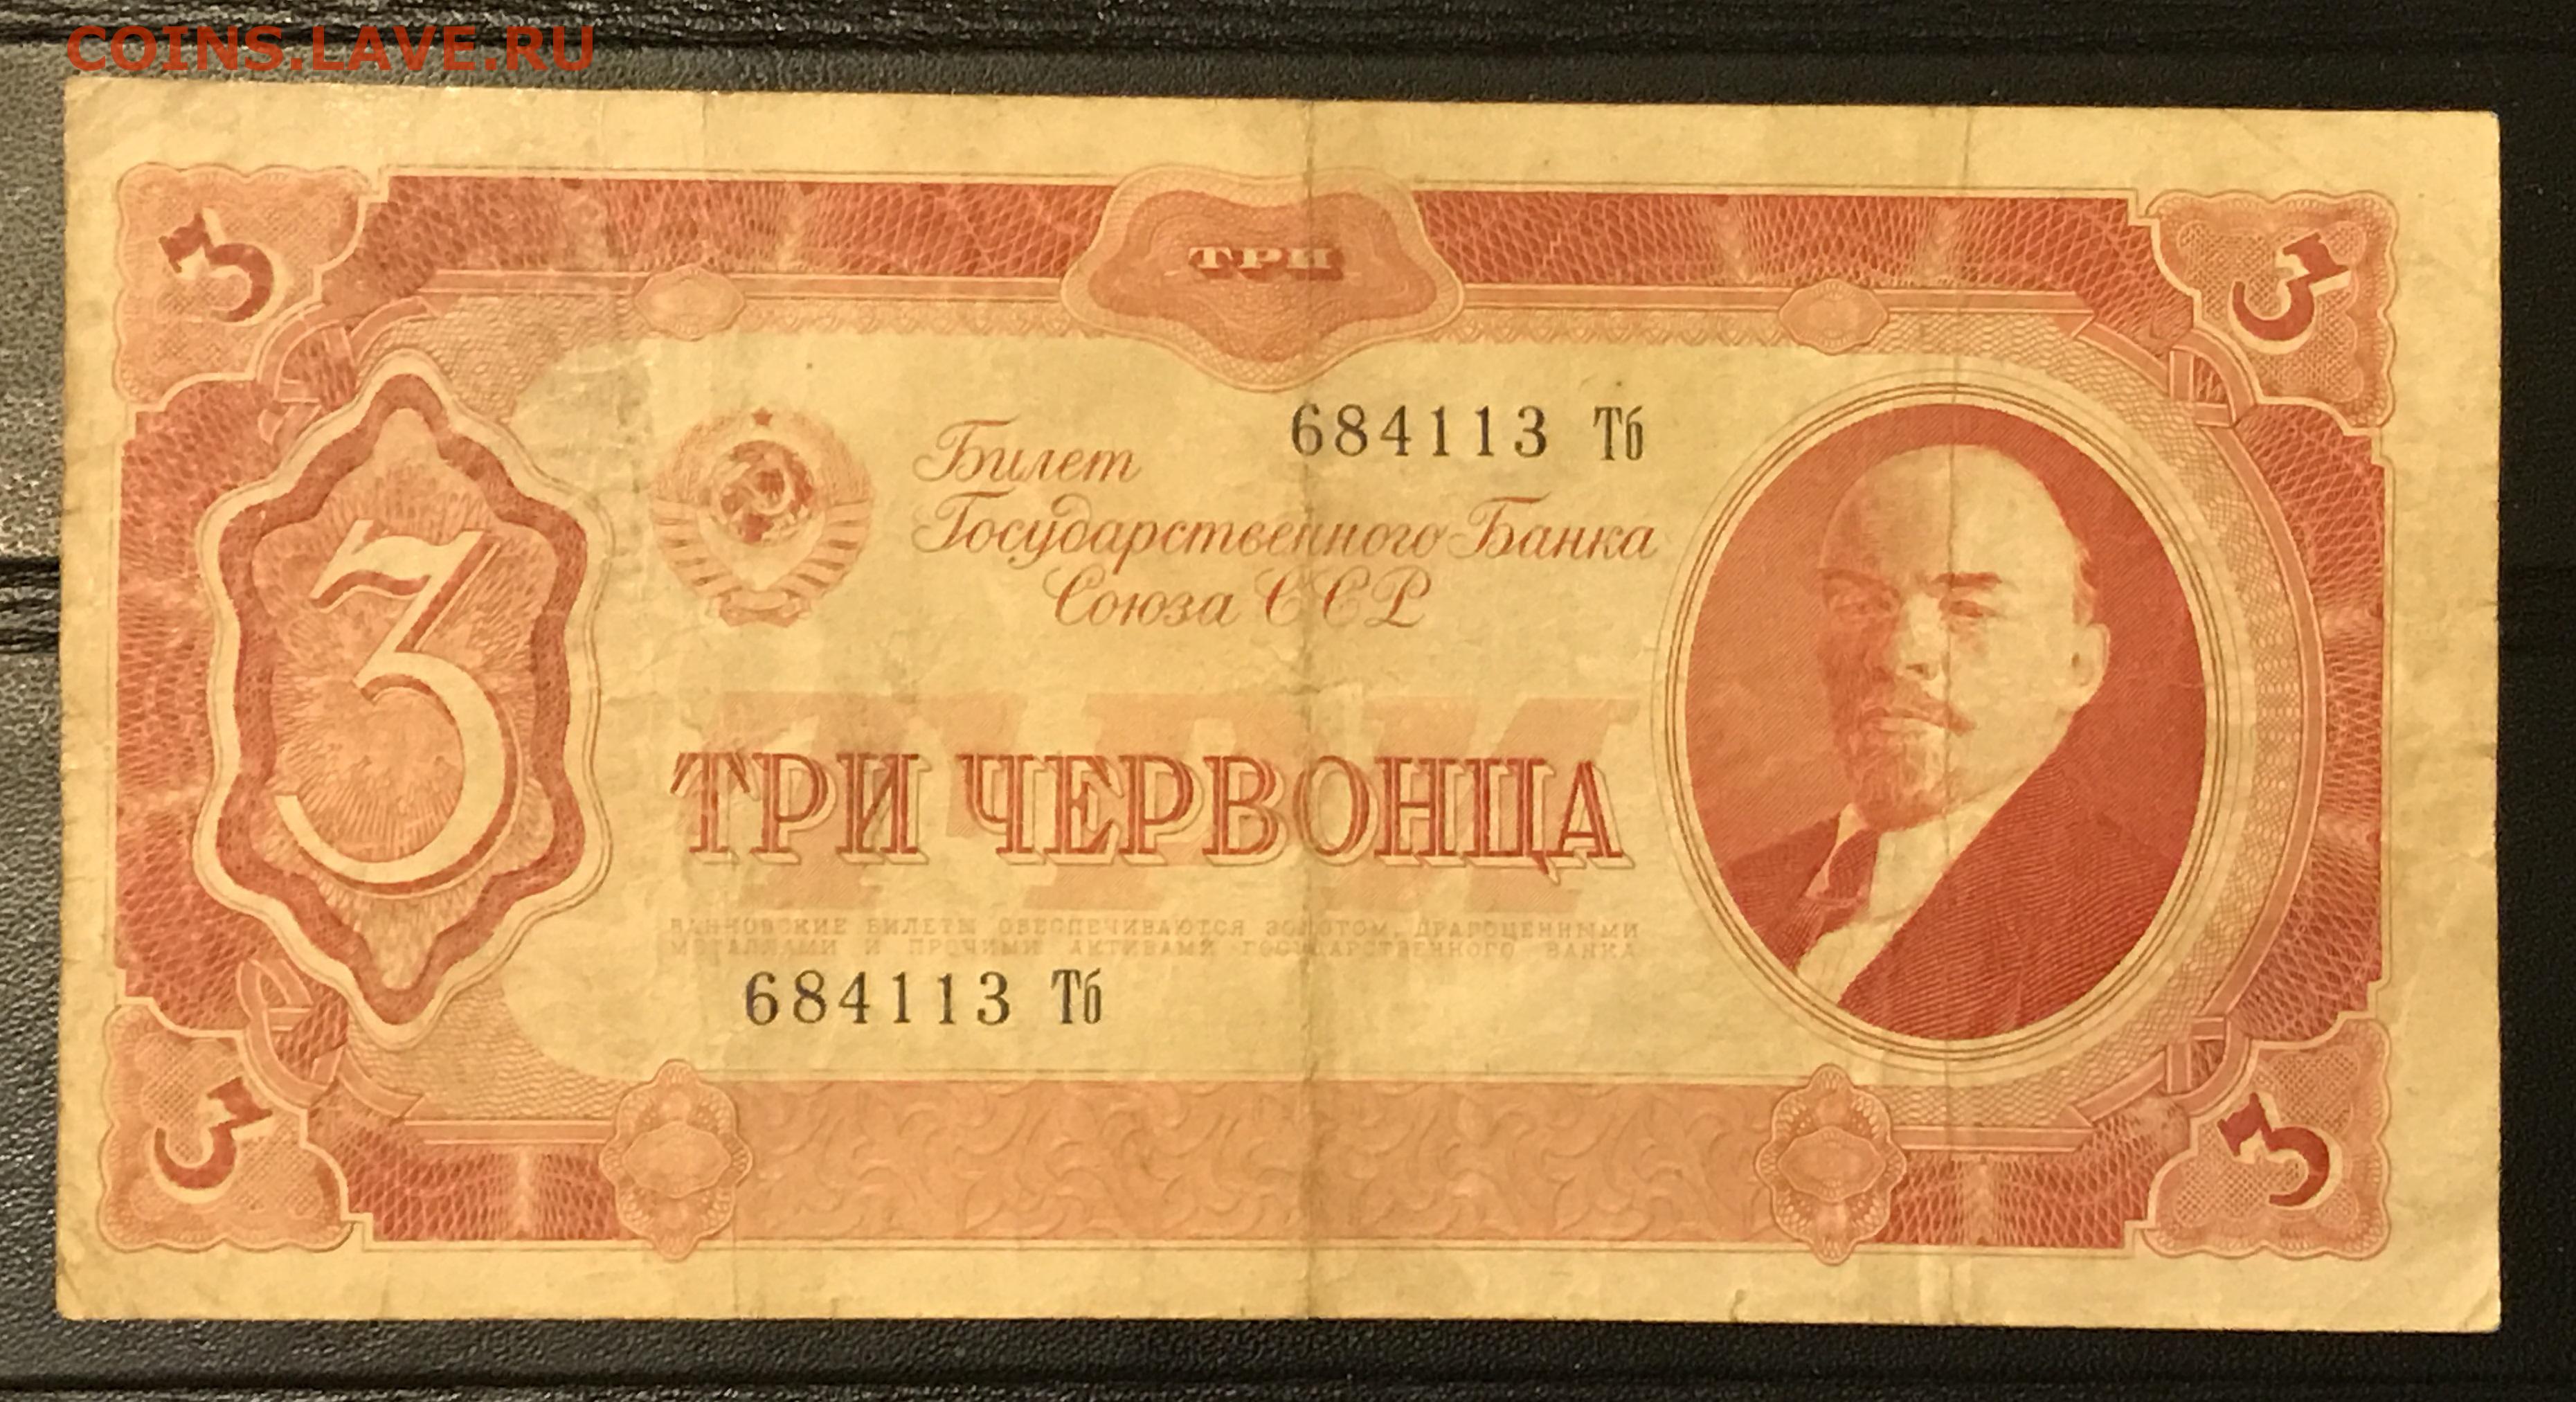 COINS.LAVE.RU
3
ТРИ
3
684113 Тб
Билет
Государственного Банка
Союза ССР
3
ТРИ
ТРИ ЧЕРВОНЦА
БАНКОВСКИЕ БИЛЕТЫ ОБЕСПЕЧИВАЮТСЯ ЗОЛОТОМ, ДРАГОЦЕННЫМИ
МЕТАЛЛАМИ И ПРОЧИМИ АКТИВАМИ ГОСУДАРСТВЕННОГО БАНКА
684113 Тб
3
3